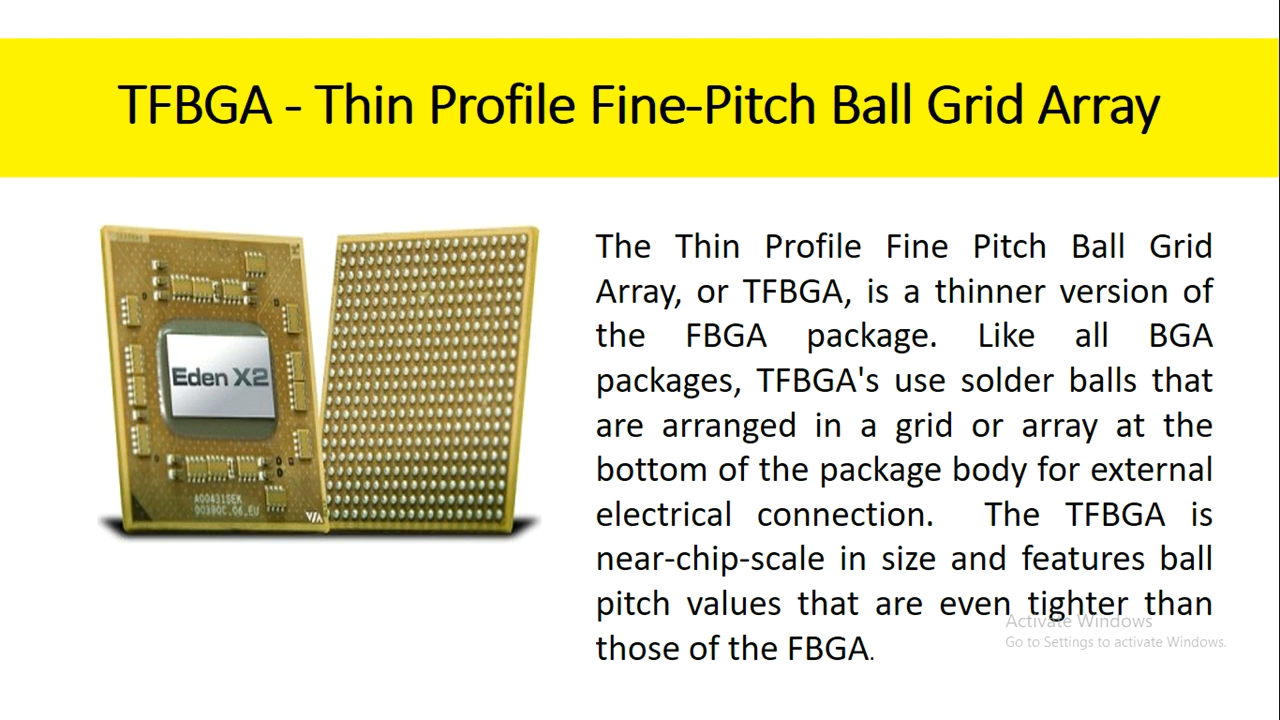 TFBGA - Thin Profile Fine-Pitch Ball Grid Array
The Thin Profile Fine Pitch Ball Grid
Array, or TFBGA, is a thinner version of
the FBGA package. Like all BGA
packages, TFBGA's use solder balls that
are arranged in a grid or array at the
bottom of the package body for external
electrical connection. The TFBGA is
near-chip-scale in size and features ball
pitch values that are even tighter than
those of the FBGA.
Eden X2
VIA
Activate Windows
Go to Settings to activate Windows.